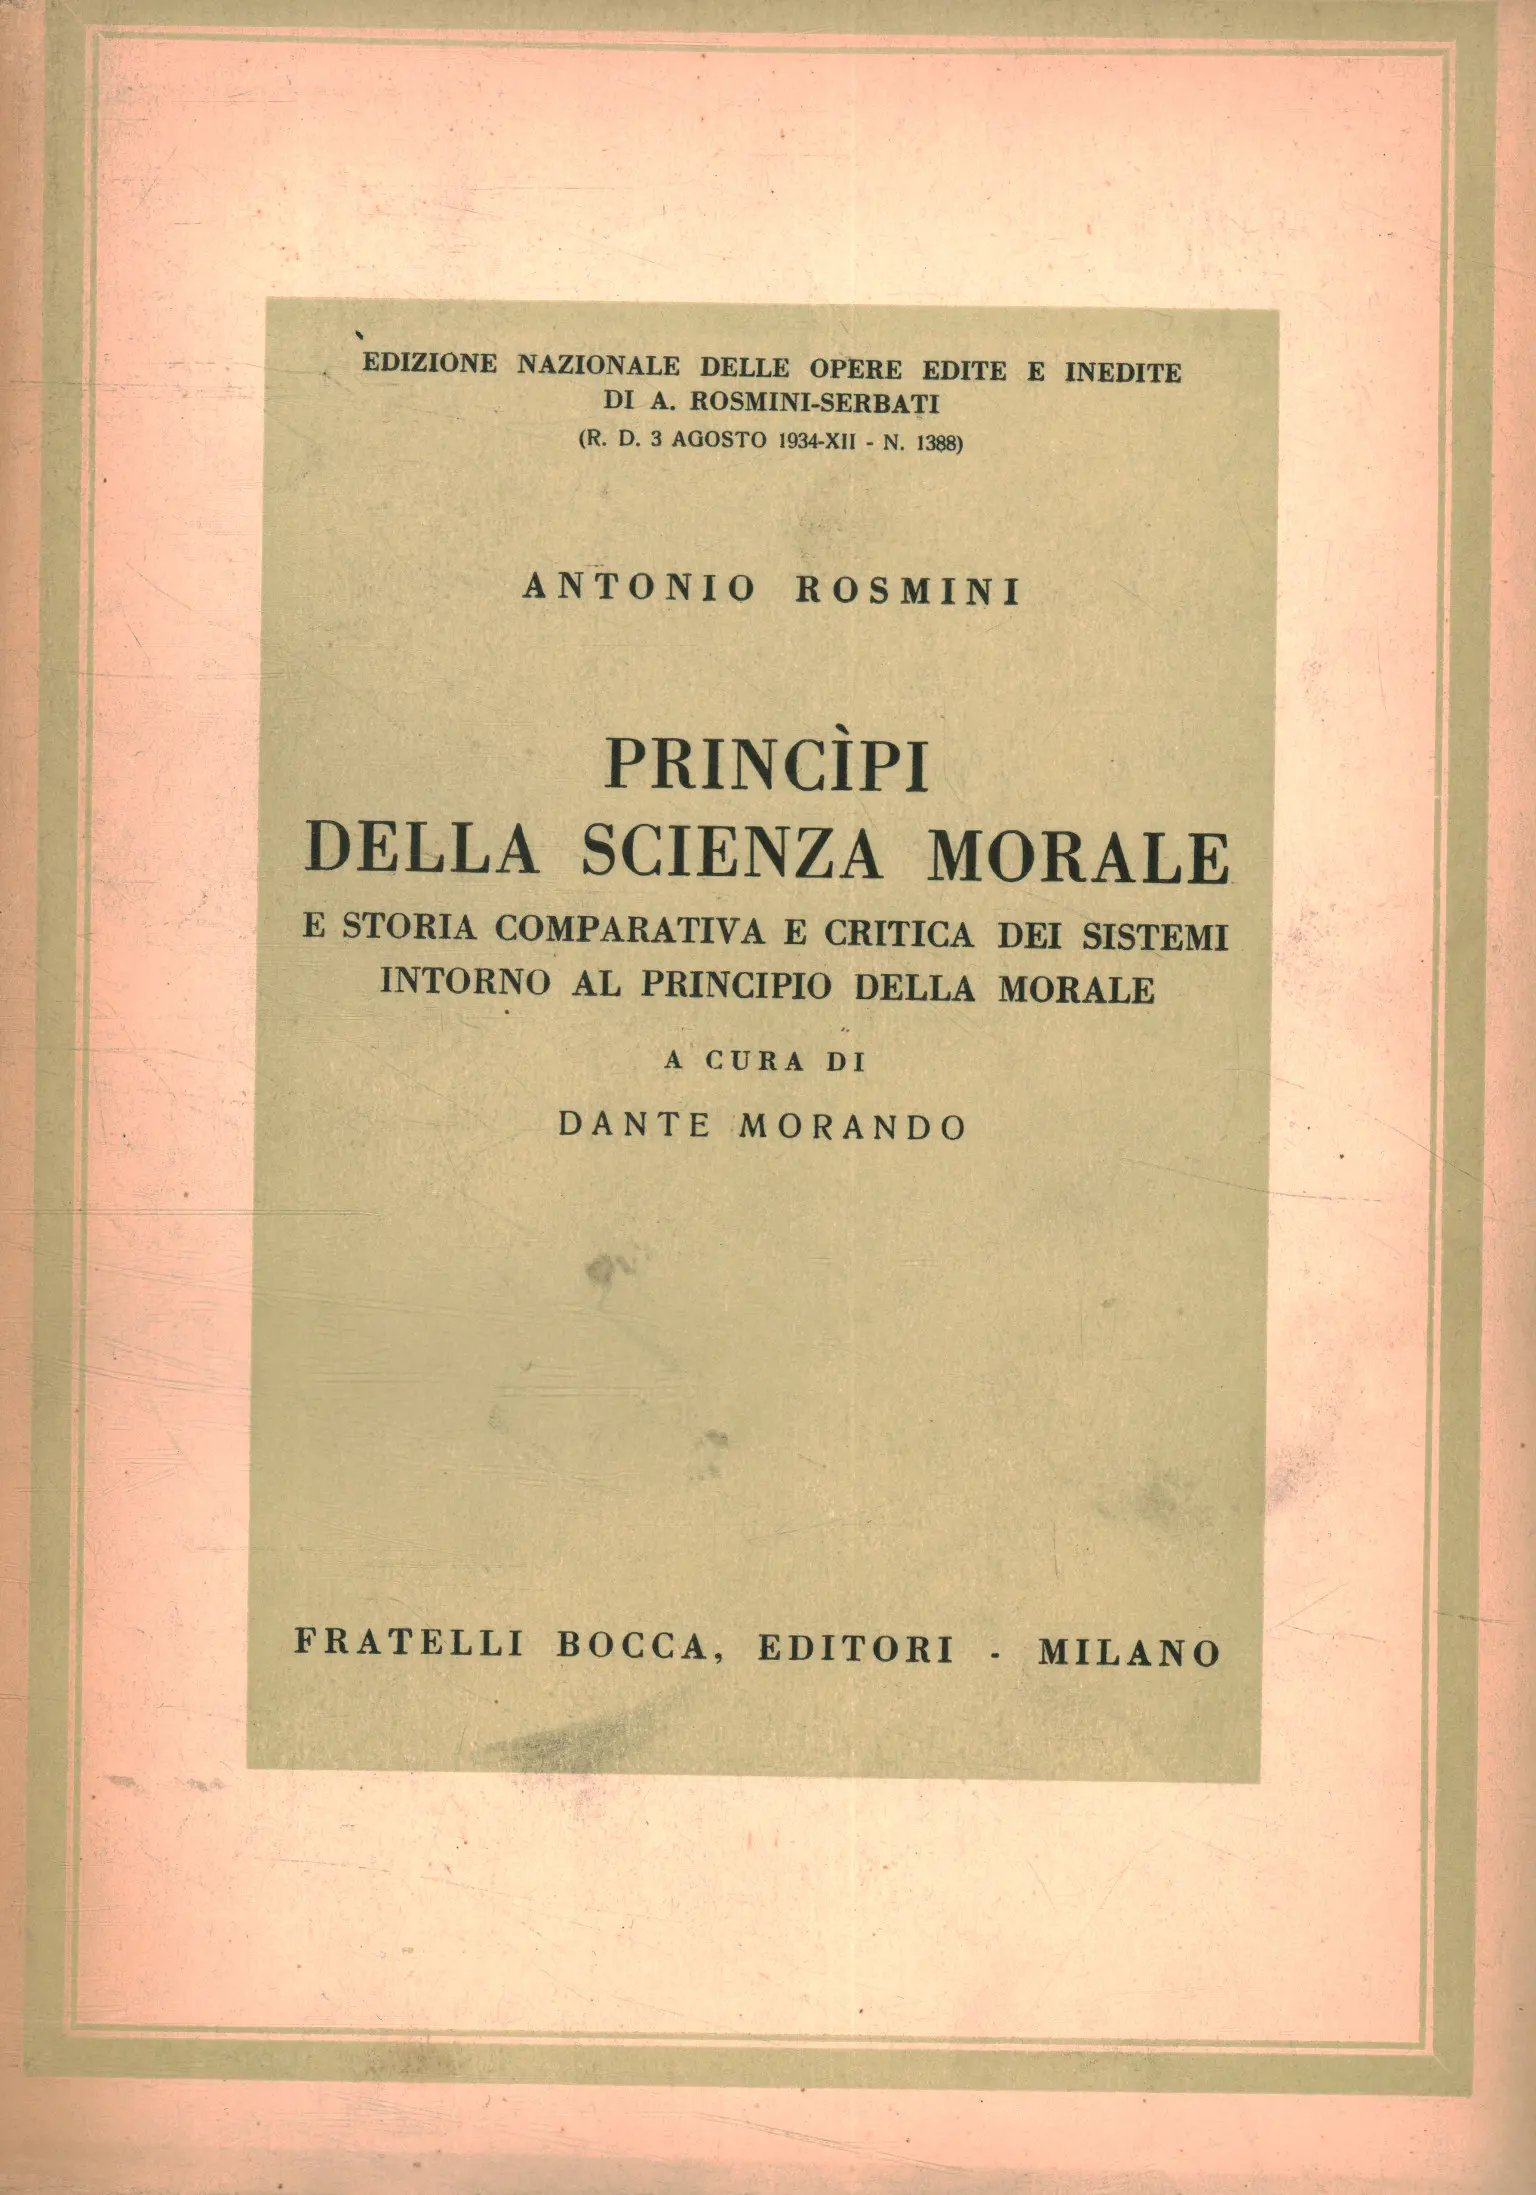 EDIZIONE NAZIONALE DELLE OPERE EDITE E INEDITE
DI A. ROSMINI-SERBATI
(R. D. 3 AGOSTO 1934-XII - N. 1388)
ANTONIO ROSMINI
PRINCÌPI
DELLA SCIENZA MORALE
E STORIA COMPARATIVA E CRITICA DEI SISTEMI
INTORNO AL PRINCIPIO DELLA MORALE
A CURA DI
DANTE MORANDO
FRATELLI BOCCA, EDITORI - MILANO